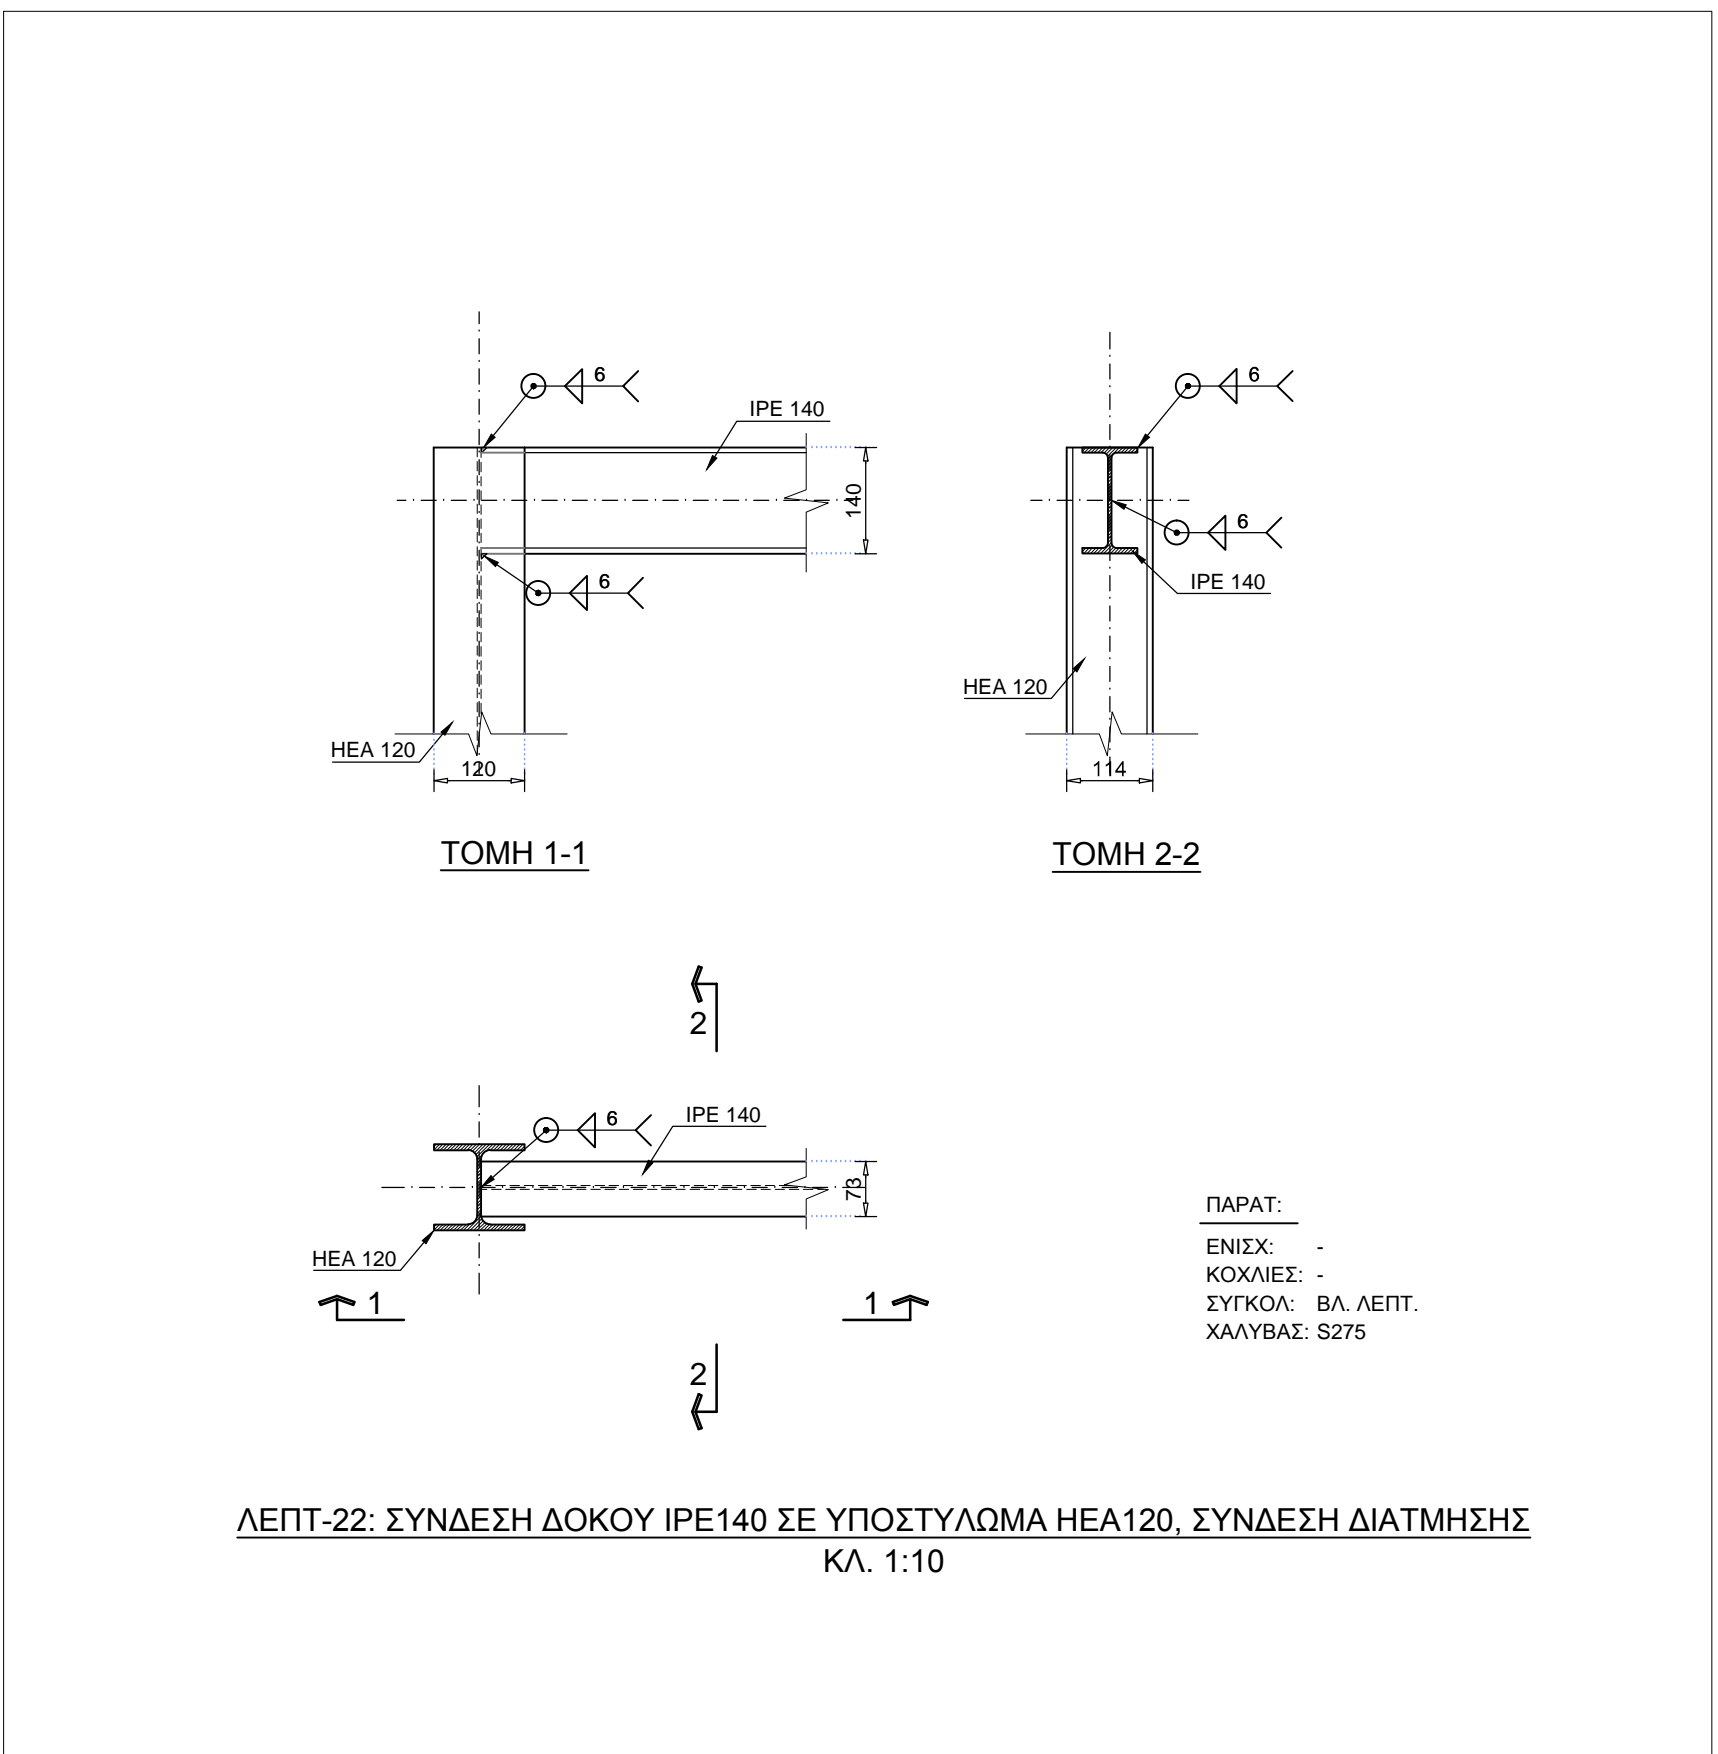 6
6
IPE 140
140
6
6
IPE 140
6
HEA 120
HEA 120
120
114
ΤΟΜΗ 1-1
ΤΟΜΗ 2-2
2
6
IPE 140
73
HEA 120
1
1
2
ΠΑΡΑΤ:
ΕΝΙΣΧ: -
ΚΟΧΛΙΕΣ: -
ΣΥΓΚΟΛ: ΒΛ. ΛΕΠΤ.
ΧΑΛΥΒΑΣ: S275
ΛΕΠΤ-22: ΣΥΝΔΕΣΗ ΔΟΚΟΥ IPE140 ΣΕ ΥΠΟΣΤΥΛΩΜΑ HEA120, ΣΥΝΔΕΣΗ ΔΙΑΤΜΗΣΗΣ
ΚΛ. 1:10